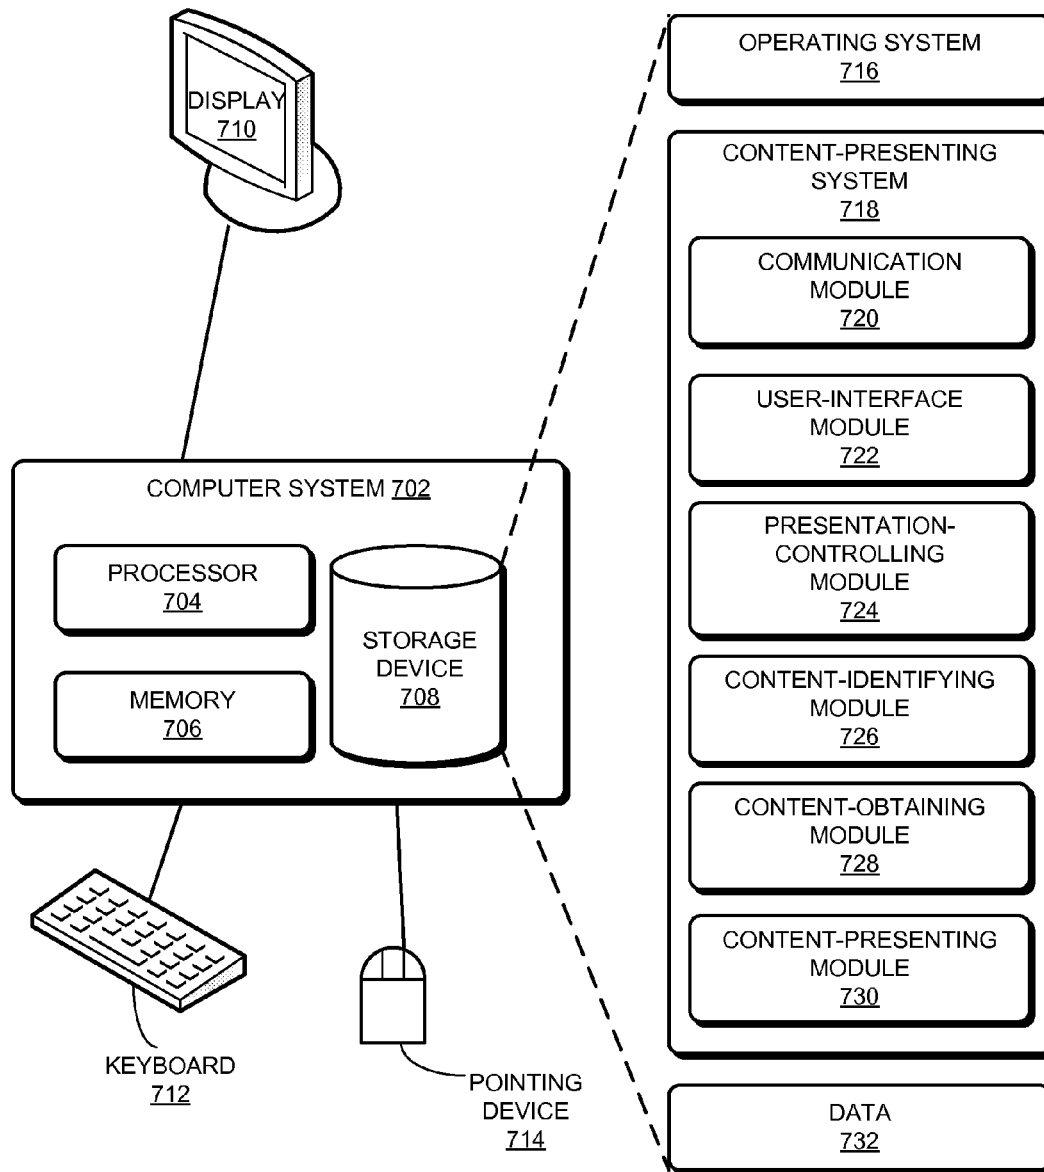 DISPLAY
710
COMPUTER SYSTEM 702
PROCESSOR
704
MEMORY
706
STORAGE
DEVICE
708
KEYBOARD
712
POINTING
DEVICE
714
OPERATING SYSTEM
716
CONTENT-PRESENTING
SYSTEM
718
COMMUNICATION
MODULE
720
USER-INTERFACE
MODULE
722
PRESENTATION-
CONTROLLING
MODULE
724
CONTENT-IDENTIFYING
MODULE
726
CONTENT-OBTAINING
MODULE
728
CONTENT-PRESENTING
MODULE
730
DATA
732